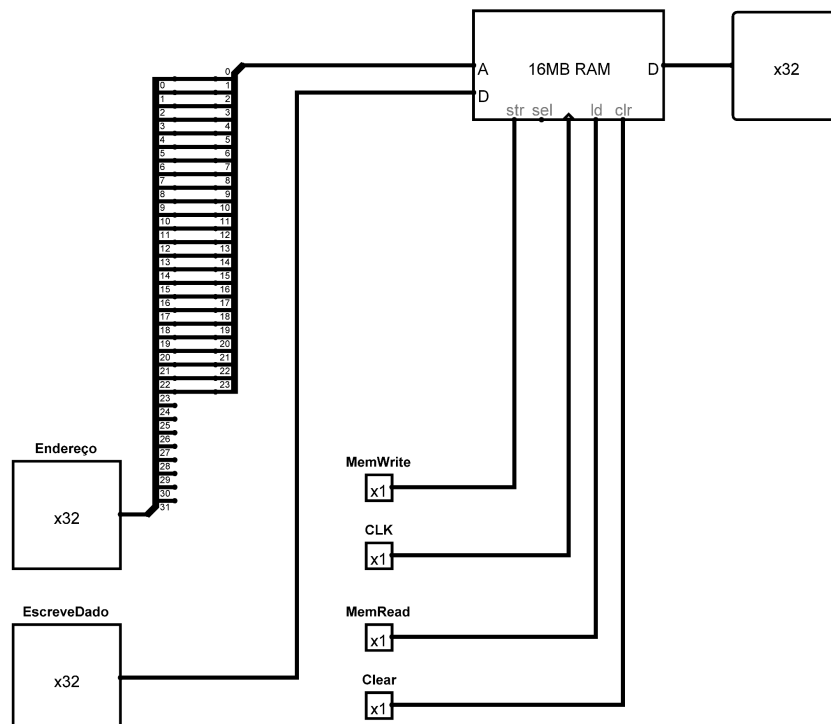 A 16MB RAM D
D
str sel ld clr
x32
0
0 1
1 2
2 3
3 4
4 5
5 6
6 7
7 8
8 9
9 10
10 11
11 12
12 13
13 14
14 15
15 16
16 17
17 18
18 19
19 20
20 21
21 22
22 23
23
24
25
26
27
28
29
30
31
Endereço
x32
MemWrite
x1
CLK
x1
EscreveDado
x32
MemRead
x1
Clear
x1